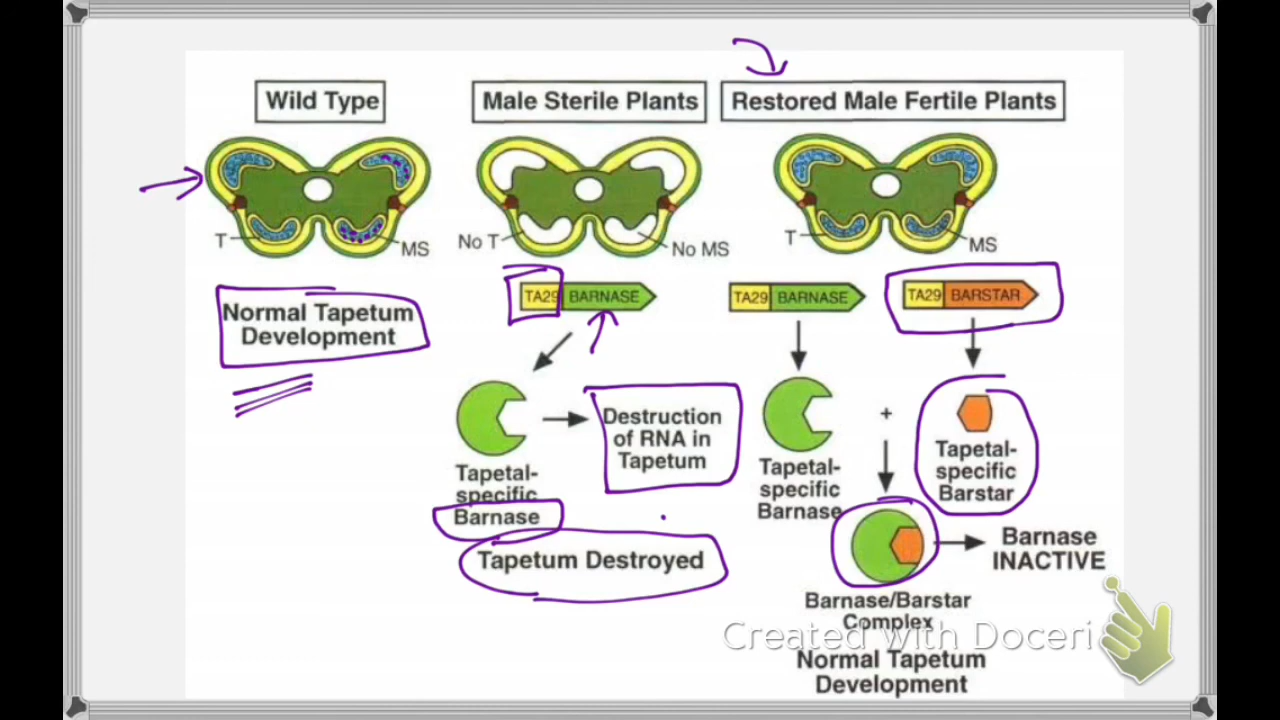 Wild Type
Male Sterile Plants
Restored Male Fertile Plants
T
MS
No T
No MS
T
MS
Normal Tapetum
Development
TA29 BARNASE
TA29 BARNASE
TA29 BARSTAR
Tapetal-
specific
Barnase
Destruction
of RNA in
Tapetum
Tapetum Destroyed
Tapetal-
specific
Barnase
+
Tapetal-
specific
Barstar
Barnase
INACTIVE
Barnase/Barstar
Complex
Normal Tapetum
Development
Created with Doceri